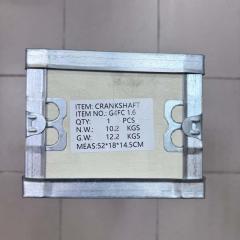 ITEM: CRANKSHAFT
ITEM NO.: G4FC 1.6
QTY: 1 PCS
N.W.: 10.2 KGS
G.W.: 12.2 KGS
MEAS:52*18*14.5CM